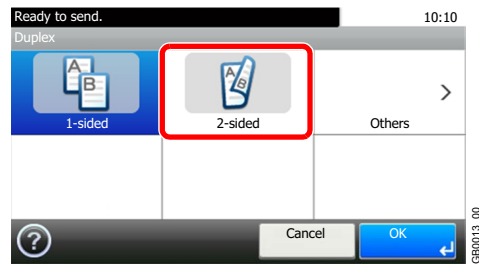 Ready to send. 10:10
Duplex
A B
A B
1-sided 2-sided Others
? Cancel OK
GB0013_00